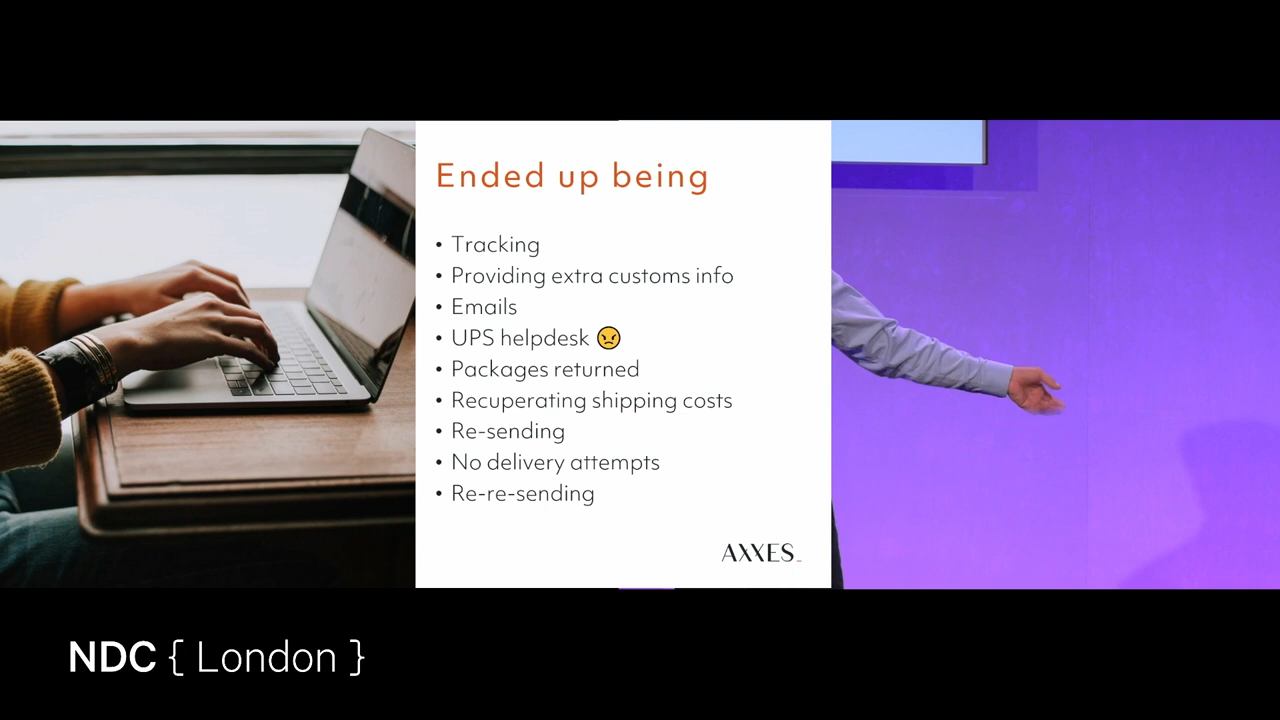 Ended up being
• Tracking
• Providing extra customs info
• Emails
• UPS helpdesk 😠
• Packages returned
• Recuperating shipping costs
• Re-sending
• No delivery attempts
• Re-re-sending
AXXES_
NDC { London }